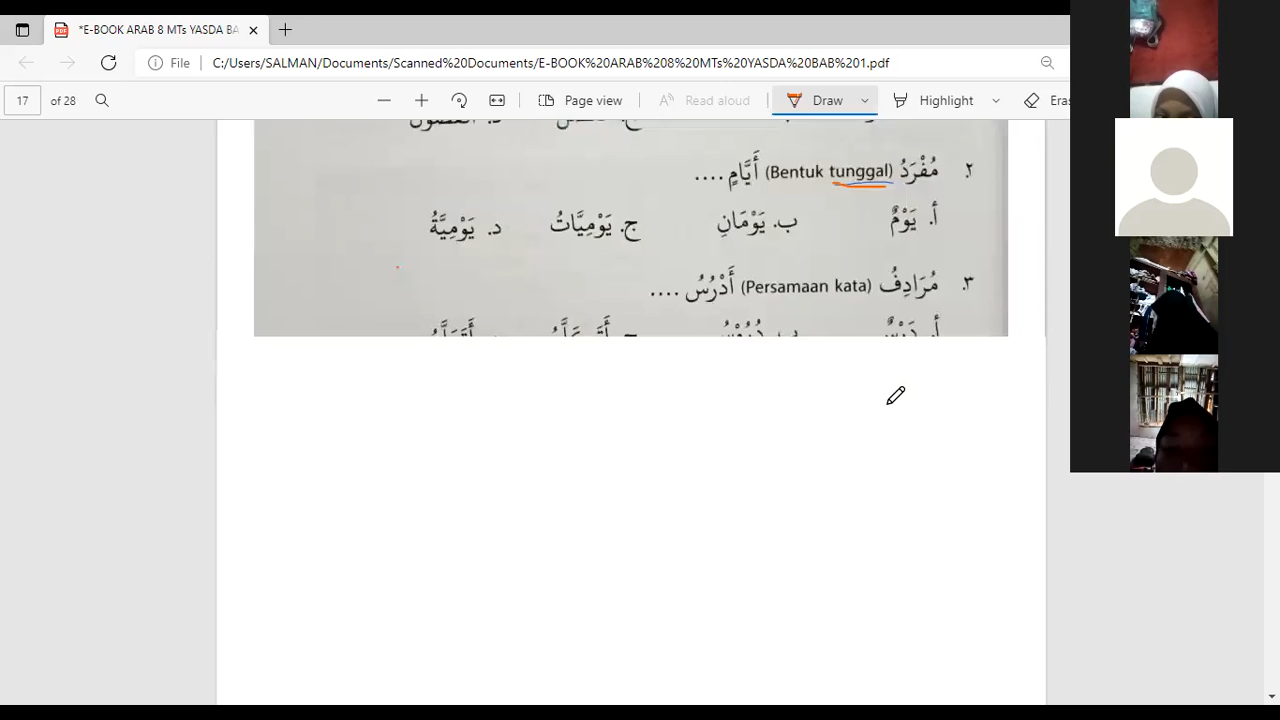 *E-BOOK ARAB 8 MTs YASDA BA
File C:/Users/SALMAN/Documents/Scanned%20Documents/E-BOOK%20ARAB%208%20MTs%20YASDA%20BAB%201.pdf
17 of 28 Page view Read aloud Draw Highlight Eras
٢. مُفْرَدُ (Bentuk tunggal) أَيَّامٍ ....
أ. يَوْمٌ ب. يَوْمَانِ ج. يَوْمِيَّاتُ د. يَوْمِيَّةُ
٣. مُرَادِفُ (Persamaan kata) أَدْرُسُ ....
أ. دَرْسٌ ب. دُرُوْسُ